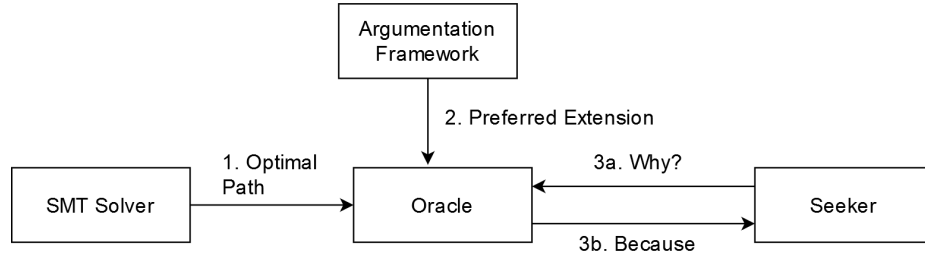 Argumentation
Framework
2. Preferred Extension
1. Optimal
Path
3a. Why?
SMT Solver
Oracle
Seeker
3b. Because